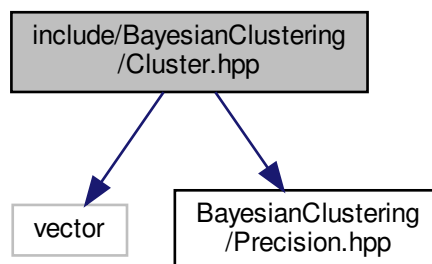 include/BayesianClustering
/Cluster.hpp
vector
BayesianClustering
/Precision.hpp